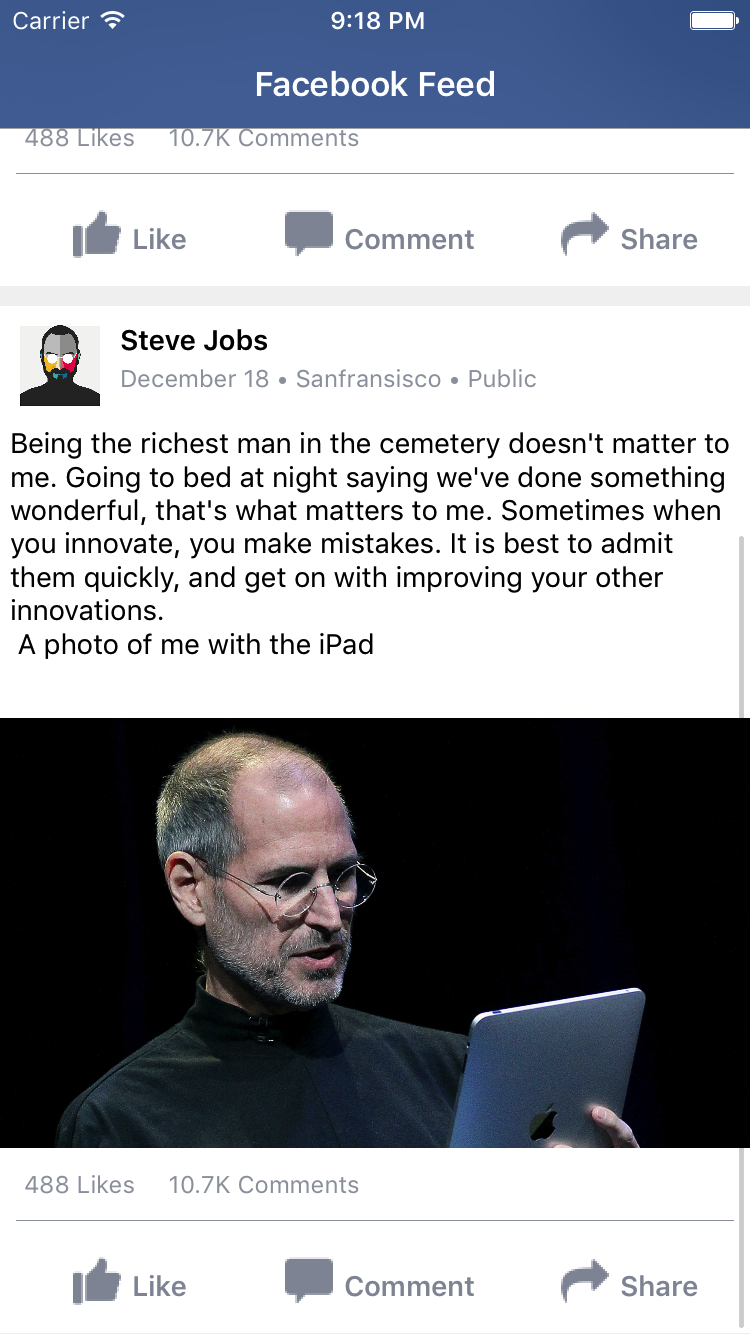 Carrier 9:18 PM
Facebook Feed
488 Likes 10.7K Comments
Like Comment Share
Steve Jobs
December 18 • Sanfransisco • Public
Being the richest man in the cemetery doesn't matter to
me. Going to bed at night saying we've done something
wonderful, that's what matters to me. Sometimes when
you innovate, you make mistakes. It is best to admit
them quickly, and get on with improving your other
innovations.
A photo of me with the iPad
488 Likes 10.7K Comments
Like Comment Share